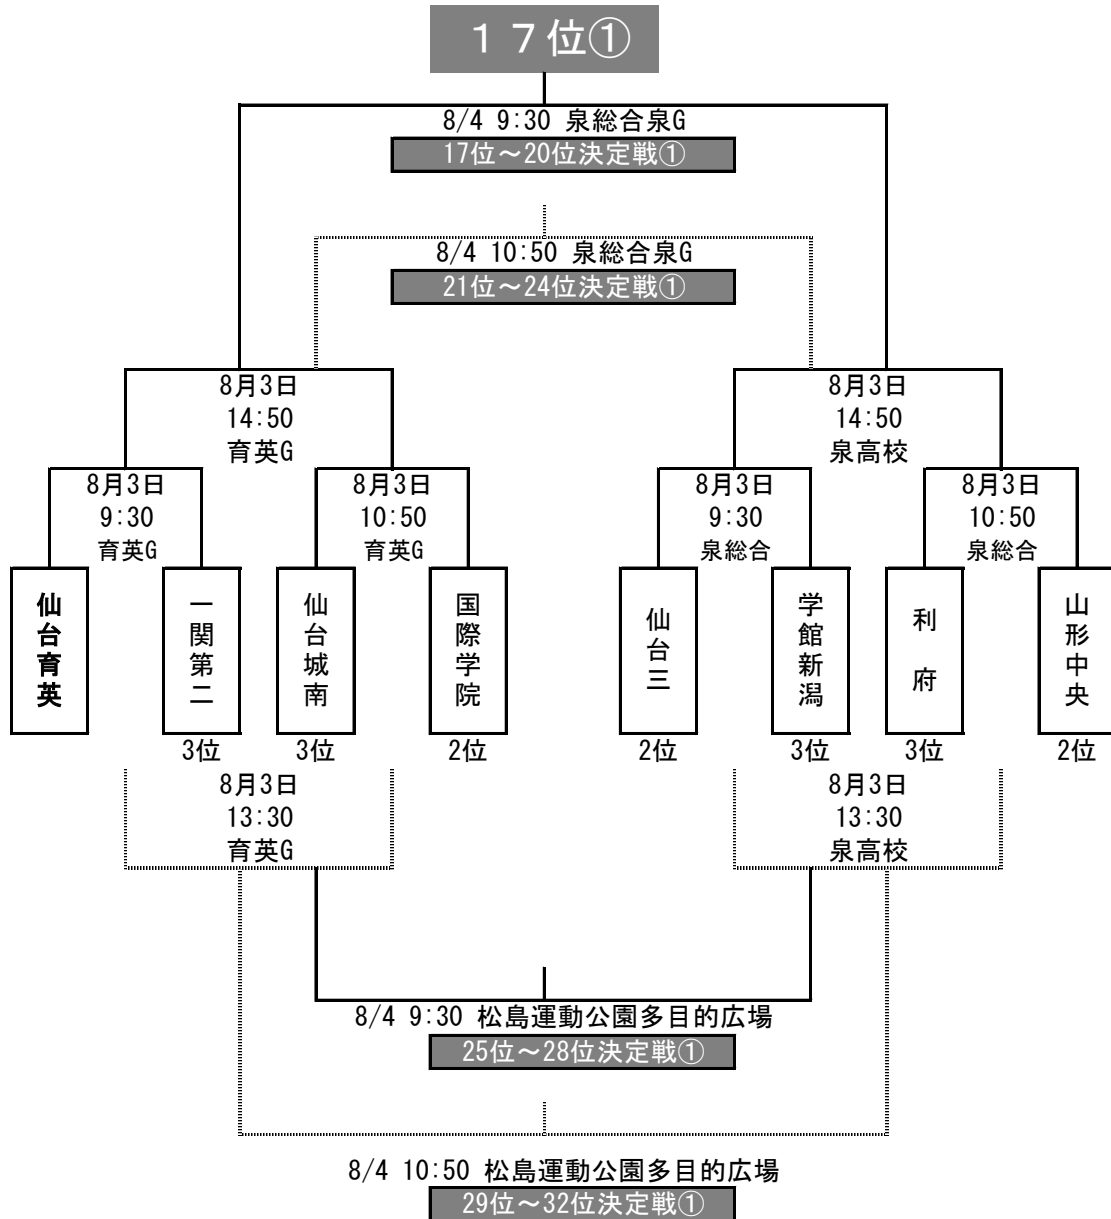 １７位①
8/4 9:30 泉総合泉G
17位～20位決定戦①
8/4 10:50 泉総合泉G
21位～24位決定戦①
8月3日
14:50
育英G
8月3日
14:50
泉高校
8月3日
9:30
育英G
8月3日
10:50
育英G
8月3日
9:30
泉総合
8月3日
10:50
泉総合
仙台育英
一関第二
仙台城南
国際学院
仙台三
学館新潟
利府
山形中央
3位
3位
2位
2位
3位
3位
2位
8月3日
13:30
育英G
8月3日
13:30
泉高校
8/4 9:30 松島運動公園多目的広場
25位～28位決定戦①
8/4 10:50 松島運動公園多目的広場
29位～32位決定戦①